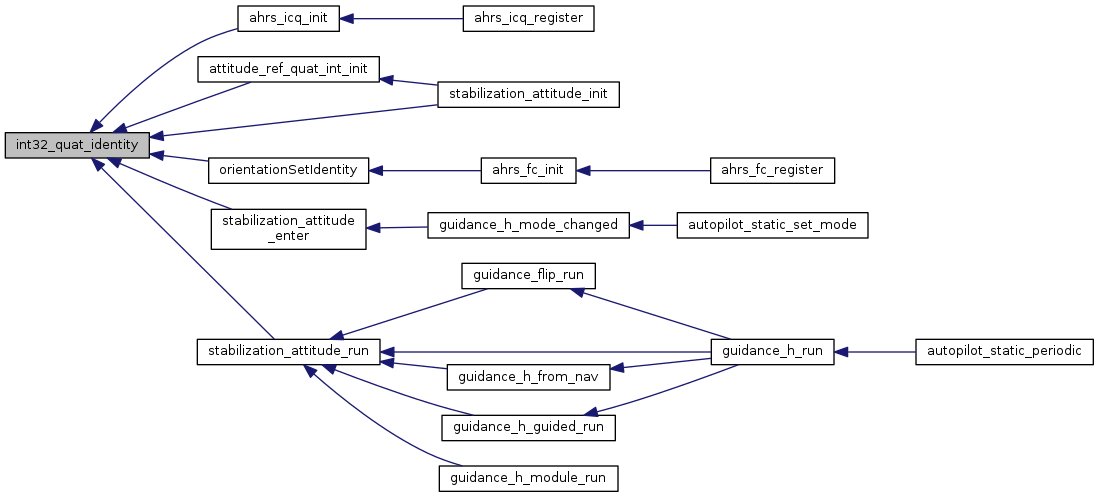 ahrs_icq_init
ahrs_icq_register
attitude_ref_quat_int_init
stabilization_attitude_init
int32_quat_identity
orientationSetIdentity
ahrs_fc_init
ahrs_fc_register
stabilization_attitude
_enter
guidance_h_mode_changed
autopilot_static_set_mode
guidance_flip_run
stabilization_attitude_run
guidance_h_run
autopilot_static_periodic
guidance_h_from_nav
guidance_h_guided_run
guidance_h_module_run